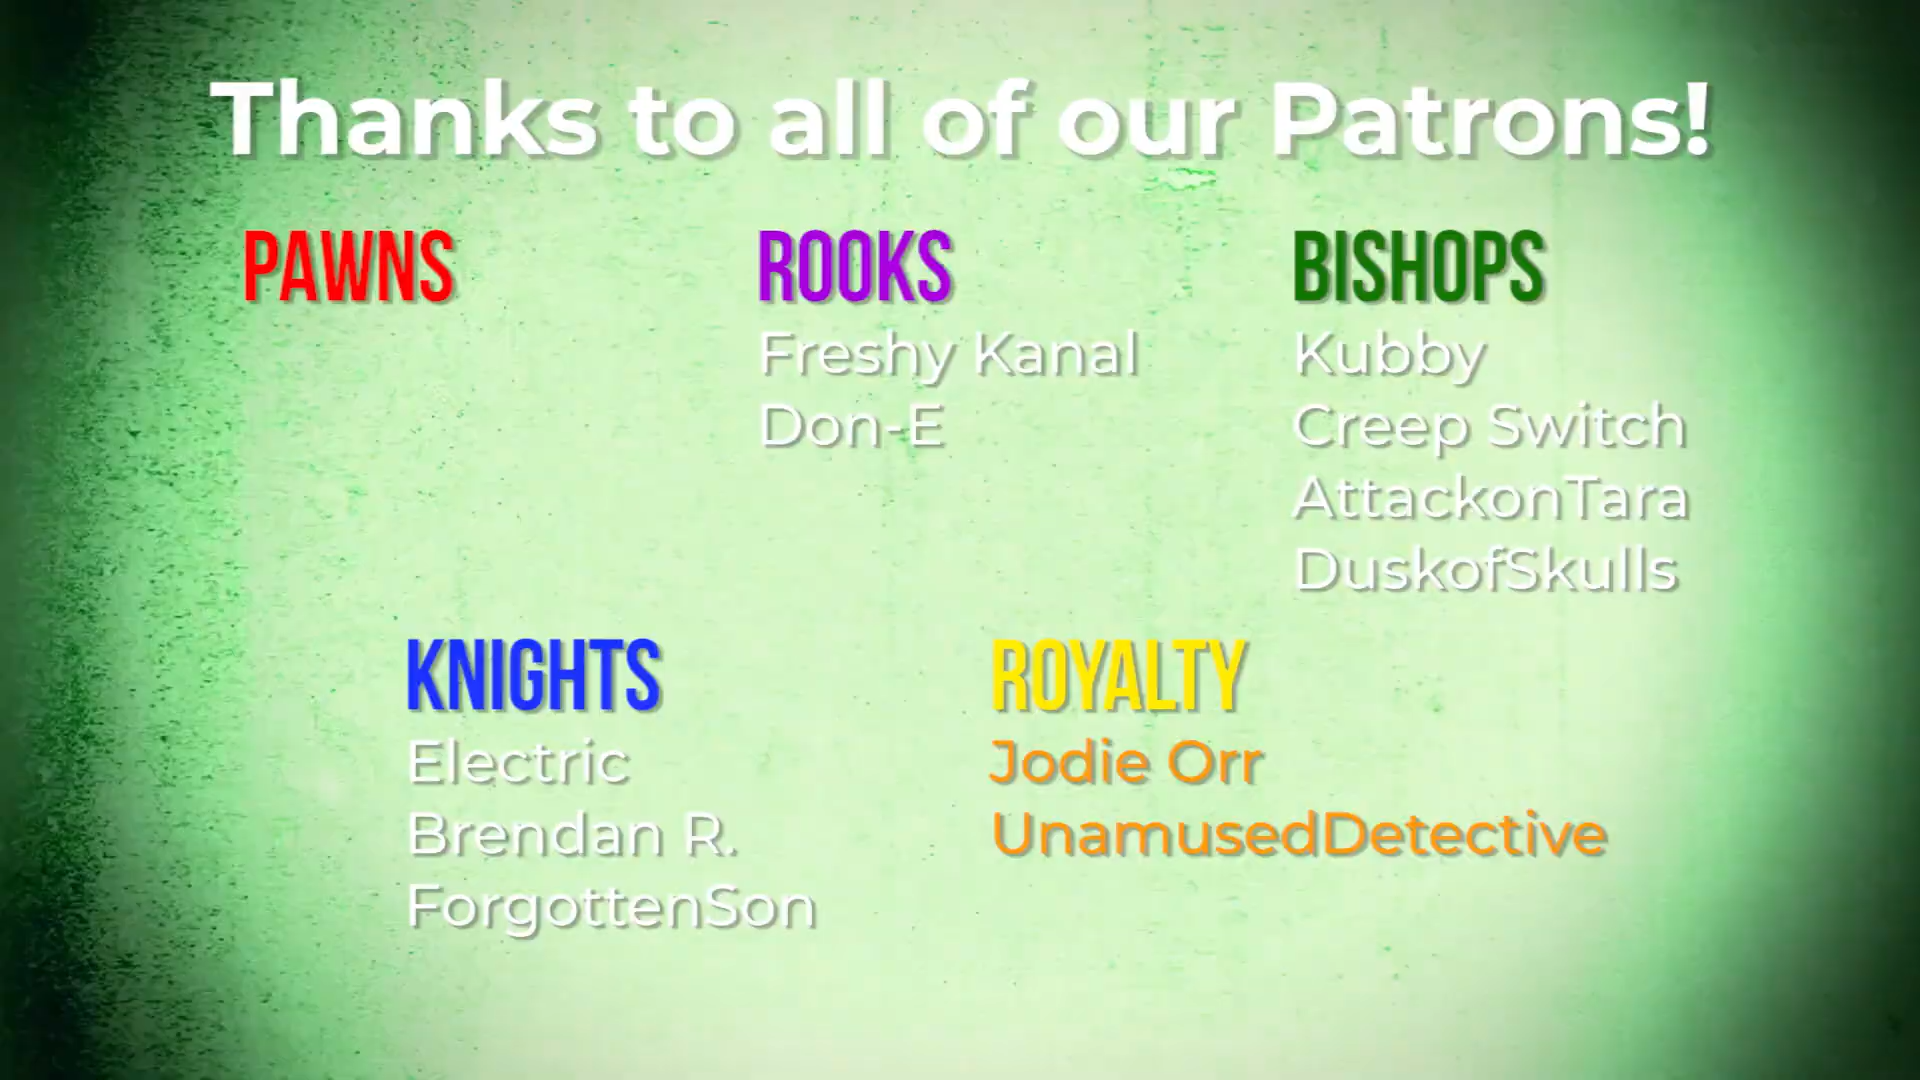 Thanks to all of our Patrons!
PAWNS
ROOKS
Freshy Kanal
Don-E
BISHOPS
Kubby
Creep Switch
AttackonTara
DuskofSkulls
KNIGHTS
Electric
Brendan R.
ForgottenSon
ROYALTY
Jodie Orr
UnamusedDetective